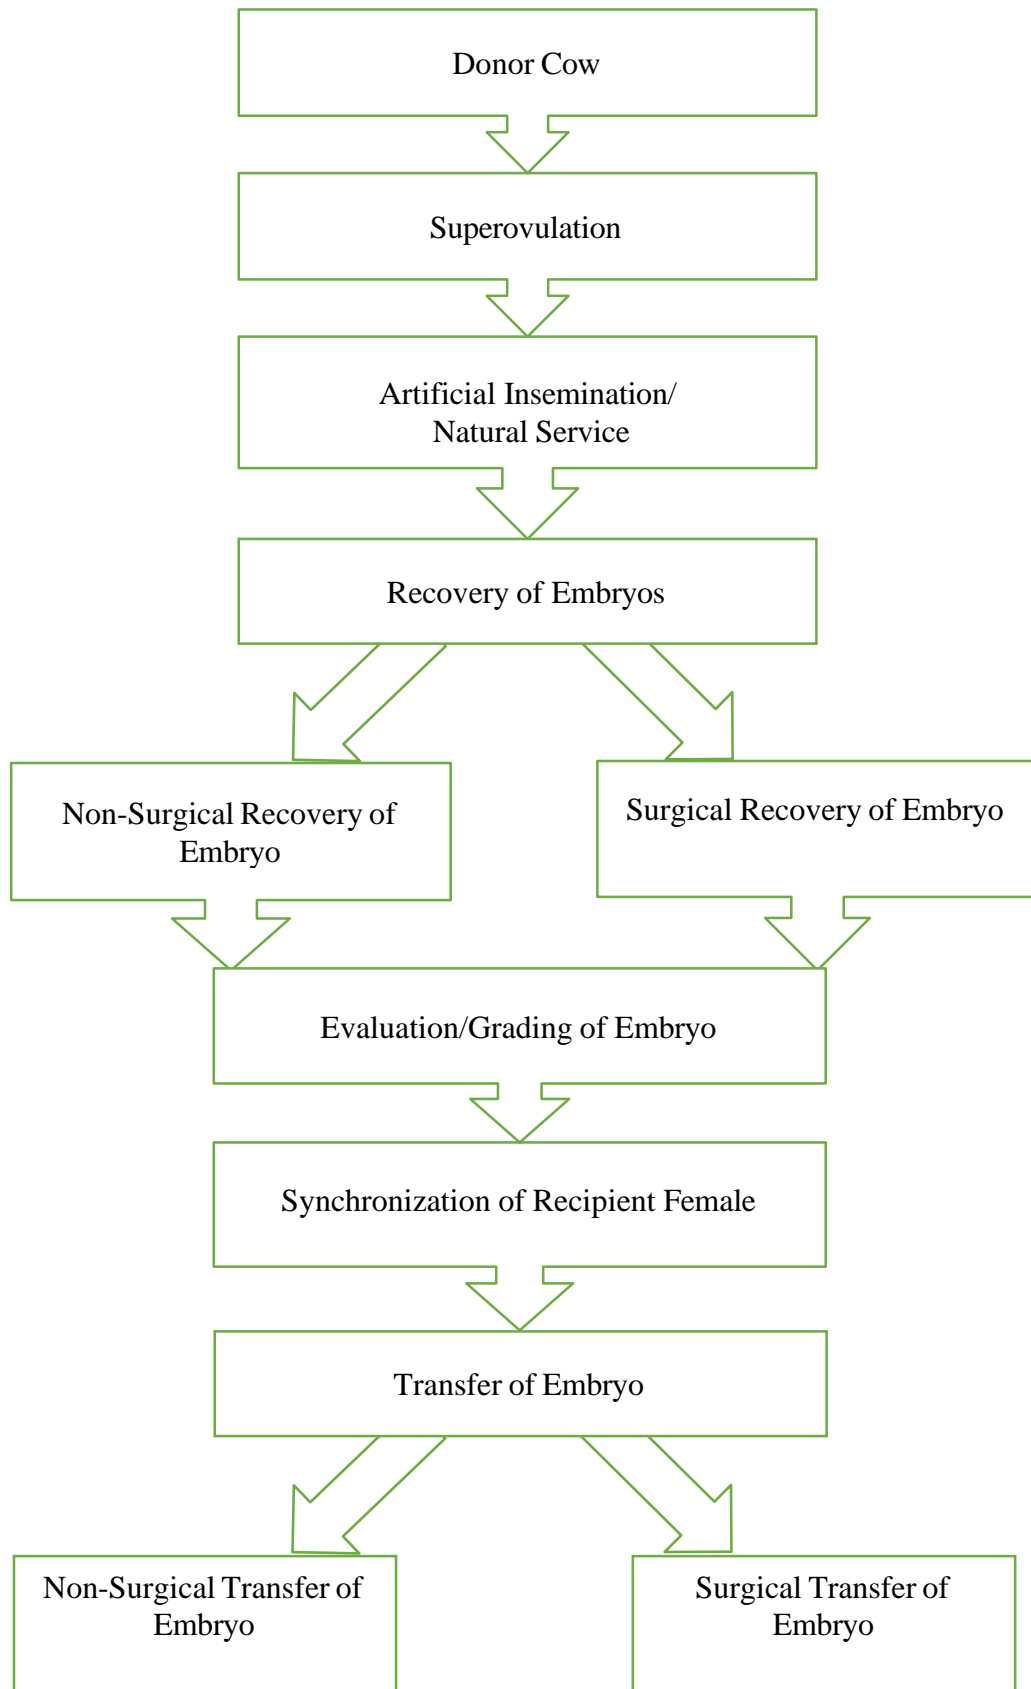 Donor Cow
Superovulation
Artificial Insemination/
Natural Service
Recovery of Embryos
Non-Surgical Recovery of
Embryo
Surgical Recovery of Embryo
Evaluation/Grading of Embryo
Synchronization of Recipient Female
Transfer of Embryo
Non-Surgical Transfer of
Embryo
Surgical Transfer of
Embryo